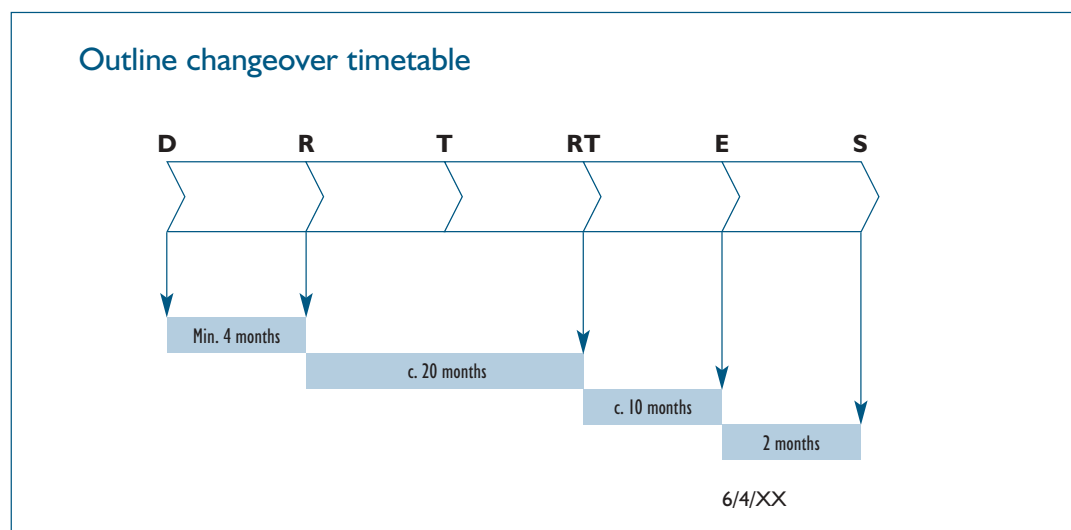 Outline changeover timetable
D R T RT E S
Min. 4 months
c. 20 months
c. 10 months
2 months
6/4/XX